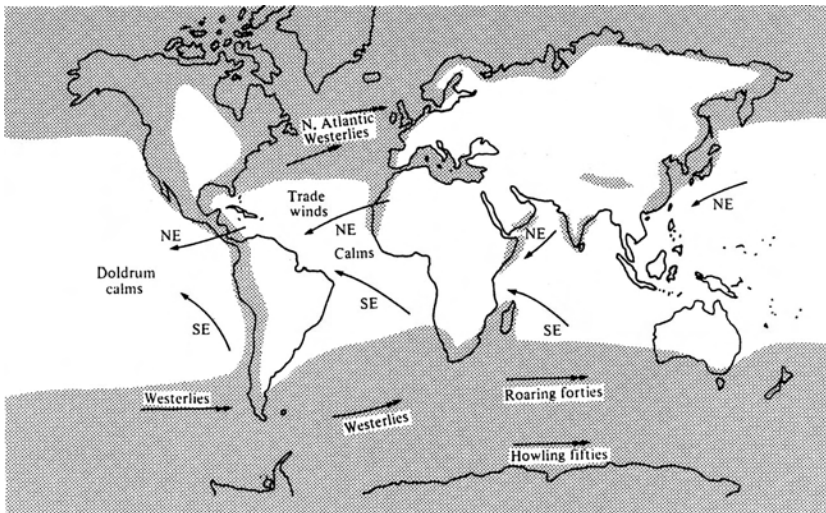 N. Atlantic
Westerlies
Trade
winds
NE
NE
NE
NE
Calms
Doldrum
calms
SE
SE
SE
Westerlies
Westerlies
Roaring forties
Howling fifties